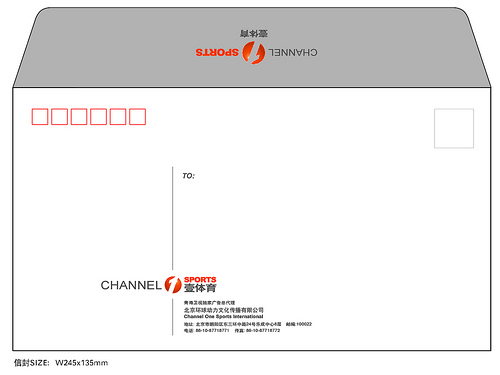 壹体育
CHANNEL 1 SPORTS
TO:
CHANNEL 1 SPORTS
壹体育
青海卫视独家广告总代理
北京环球动力文化传播有限公司
Channel One Sports International
地址: 北京市朝阳区东三环中路24号乐成中心B座 邮编:100022
电话: 86-10-87718771 传真: 86-10-87718772
信封SIZE: W245x135mm